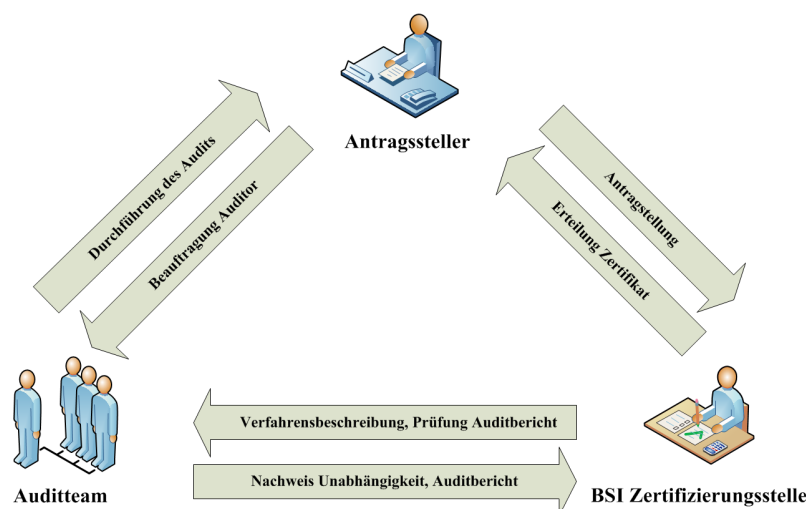 Antragssteller
Durchführung des Audits
Beauftragung Auditor
Antragstellung
Erteilung Zertifikat
Verfahrensbeschreibung, Prüfung Auditbericht
Nachweis Unabhängigkeit, Auditbericht
Auditteam
BSI Zertifizierungsstelle